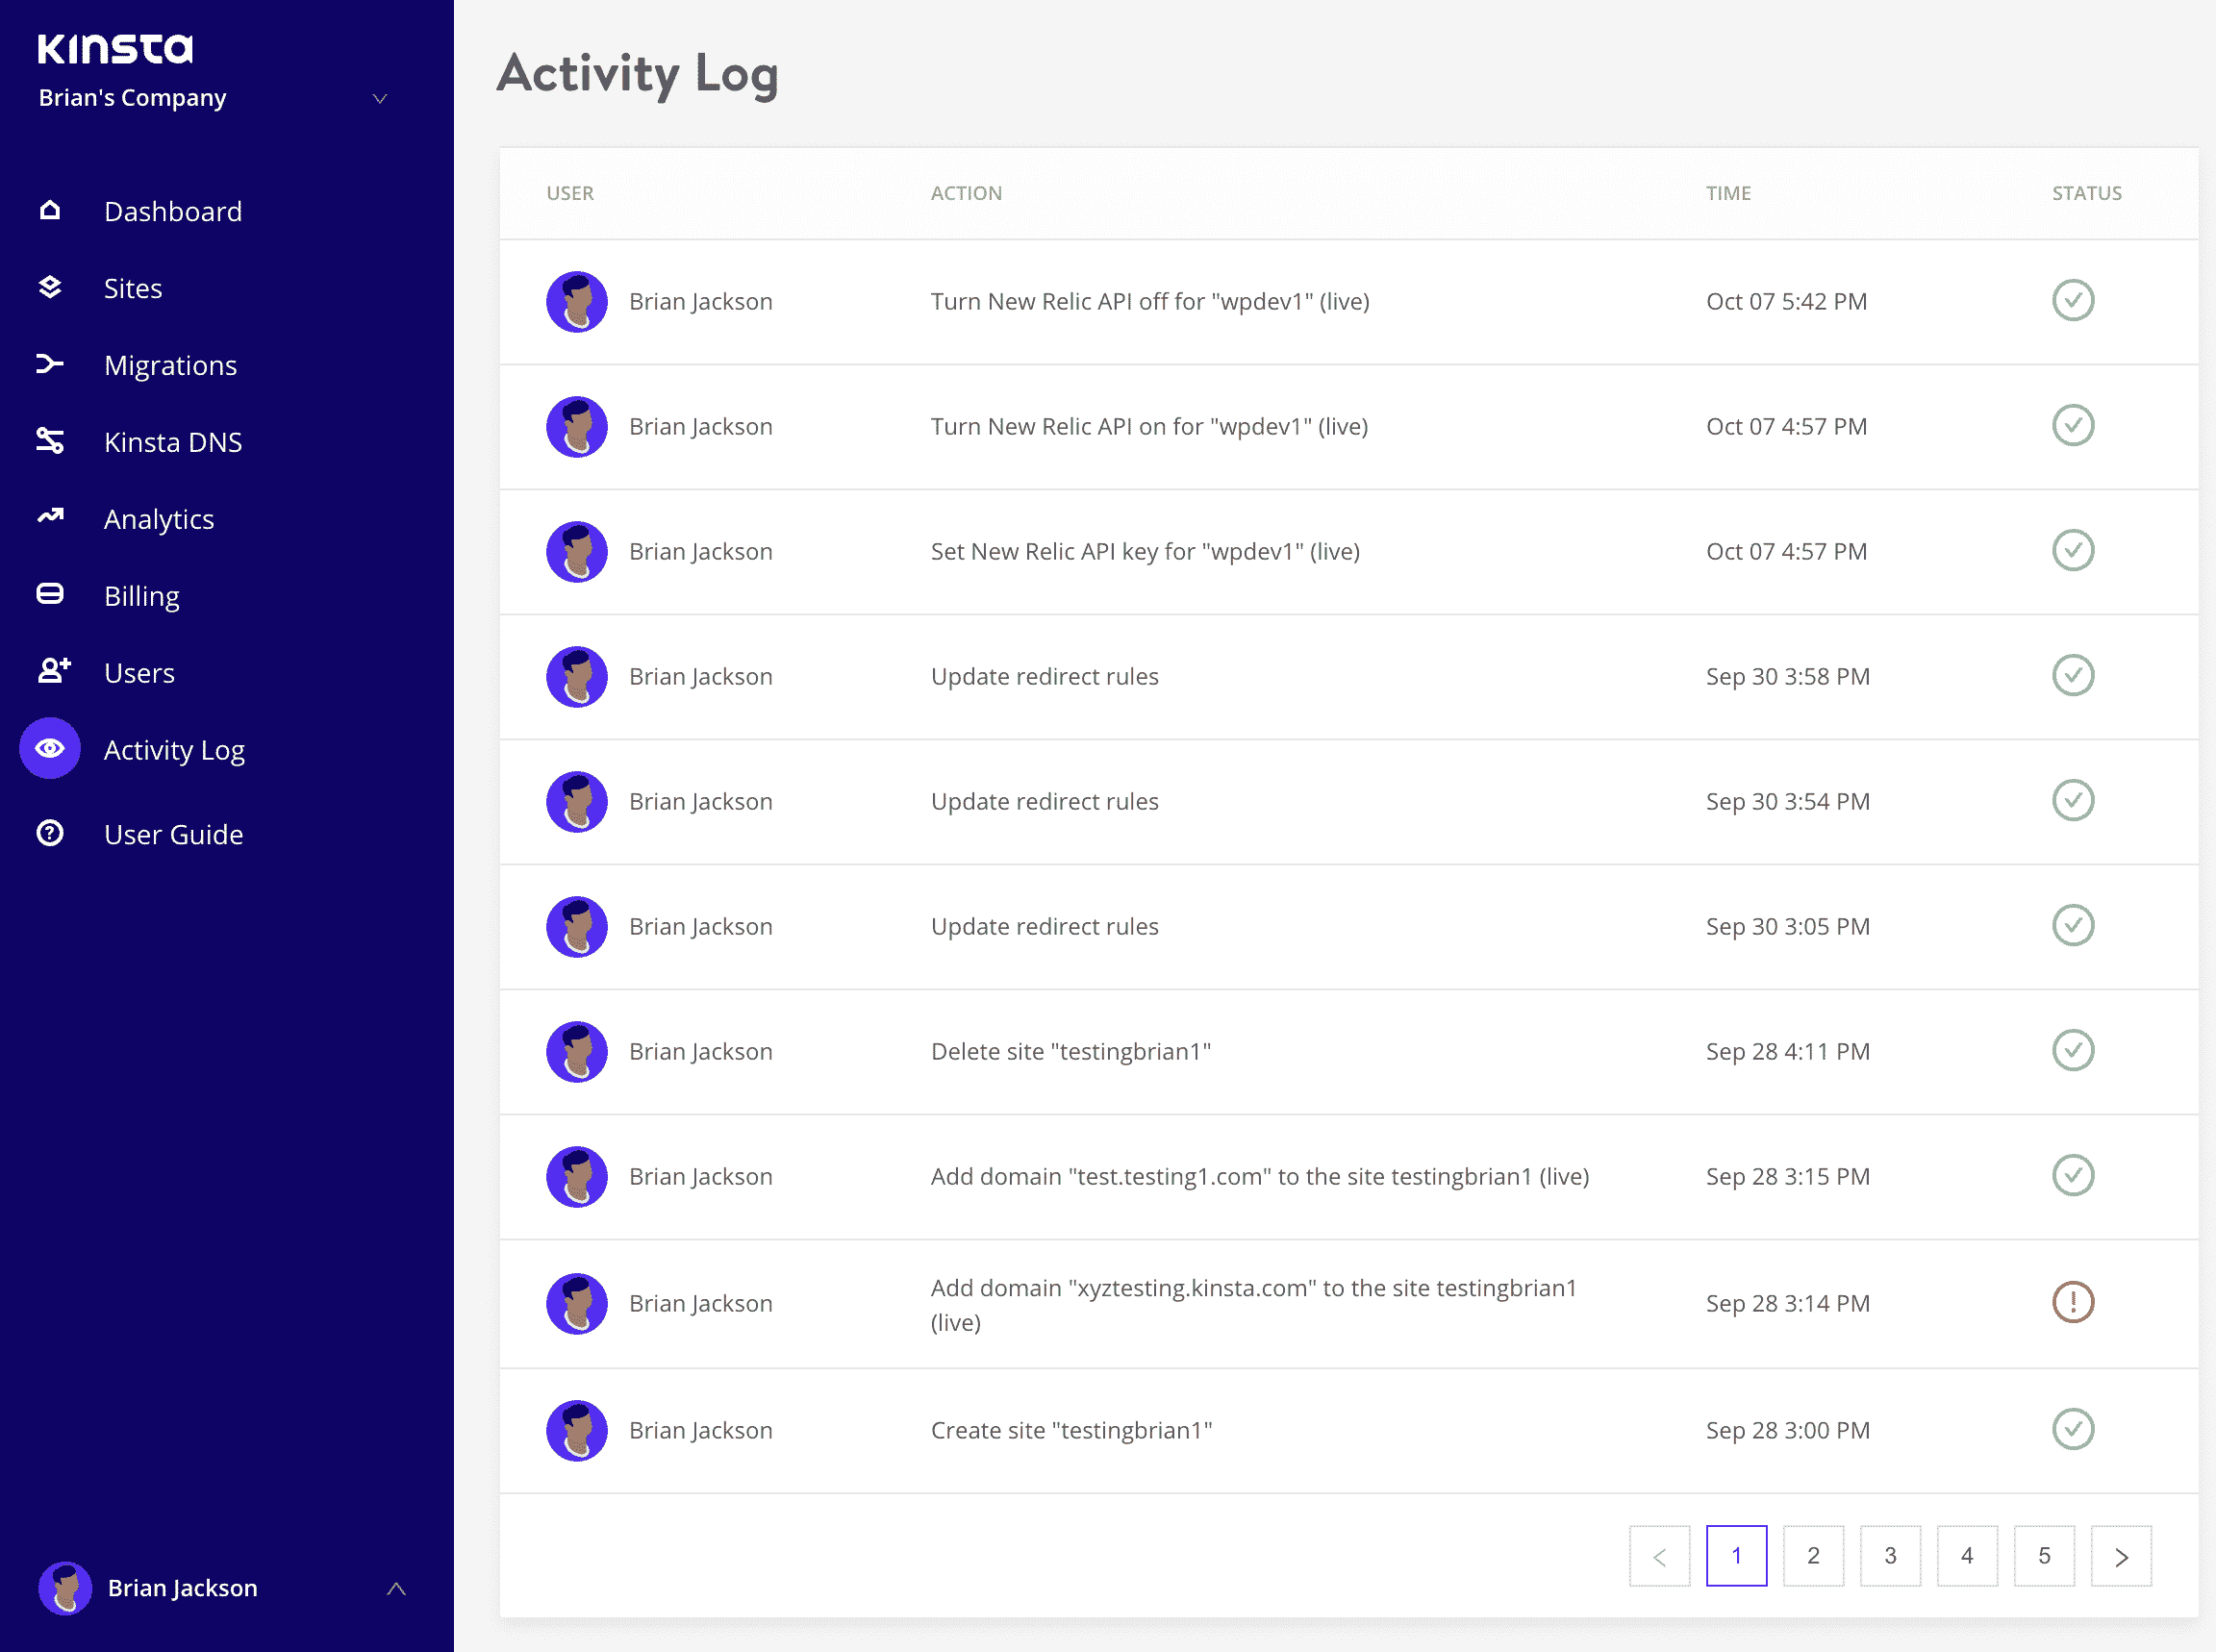 Kinsta
Brian's Company
Dashboard
Sites
Migrations
Kinsta DNS
Analytics
Billing
Users
Activity Log
User Guide
Brian Jackson
Activity Log
USER ACTION TIME STATUS
Brian Jackson Turn New Relic API off for "wpdev1" (live) Oct 07 5:42 PM
Brian Jackson Turn New Relic API on for "wpdev1" (live) Oct 07 4:57 PM
Brian Jackson Set New Relic API key for "wpdev1" (live) Oct 07 4:57 PM
Brian Jackson Update redirect rules Sep 30 3:58 PM
Brian Jackson Update redirect rules Sep 30 3:54 PM
Brian Jackson Update redirect rules Sep 30 3:05 PM
Brian Jackson Delete site "testingbrian1" Sep 28 4:11 PM
Brian Jackson Add domain "test.testing1.com" to the site testingbrian1 (live) Sep 28 3:15 PM
Brian Jackson Add domain "xyztesting.kinsta.com" to the site testingbrian1 Sep 28 3:14 PM
(live)
Brian Jackson Create site "testingbrian1" Sep 28 3:00 PM
< 1 2 3 4 5 >